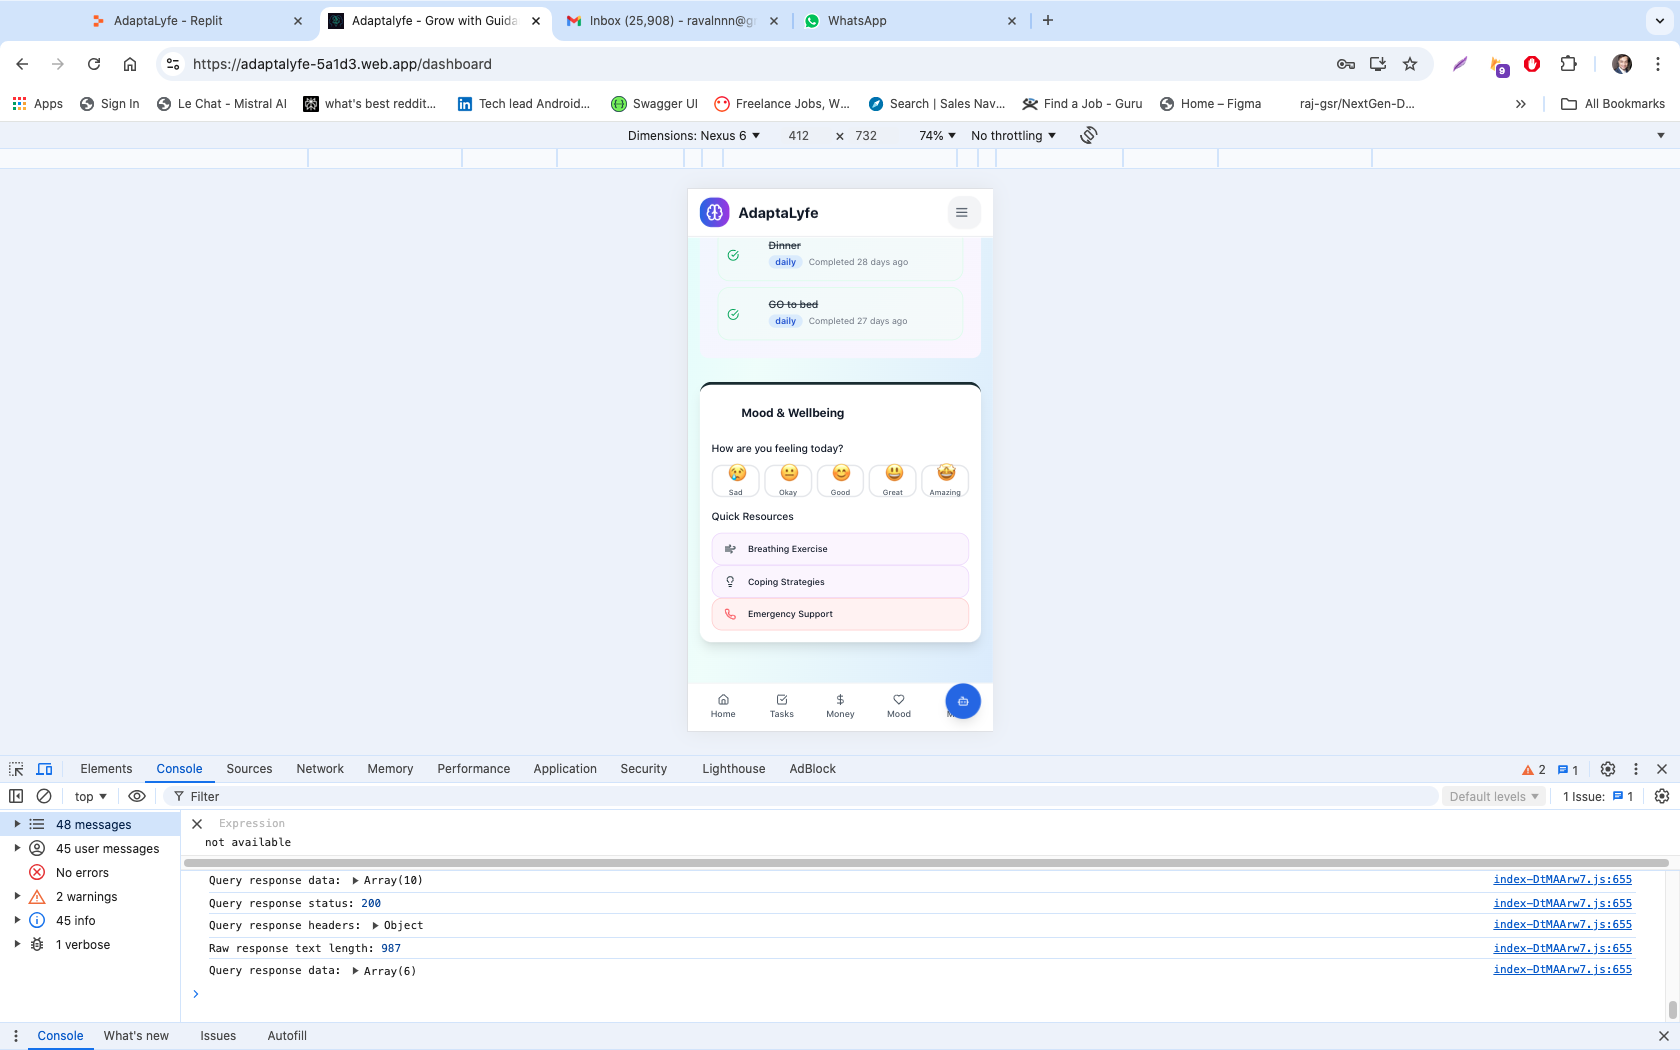 AdaptaLyfe - Replit
Adaptalyfe - Grow with Guida
Inbox (25,908) - ravalnnn@g
WhatsApp
https://adaptalyfe-5a1d3.web.app/dashboard
9
Apps
Sign In
Le Chat - Mistral AI
what's best reddit...
Tech lead Android...
Swagger UI
Freelance Jobs, W...
Search | Sales Nav...
Find a Job - Guru
Home – Figma
raj-gsr/NextGen-D...
All Bookmarks
Dimensions: Nexus 6
412
×
732
74%
No throttling
AdaptaLyfe
Dinner
daily
Completed 28 days ago
GO to bed
daily
Completed 27 days ago
Mood & Wellbeing
How are you feeling today?
Sad
Okay
Good
Great
Amazing
Quick Resources
Breathing Exercise
Coping Strategies
Emergency Support
Home
Tasks
Money
Mood
Elements
Console
Sources
Network
Memory
Performance
Application
Security
Lighthouse
AdBlock
2
1
top
Filter
Default levels
1 Issue:
1
48 messages
45 user messages
No errors
2 warnings
45 info
1 verbose
Expression
not available
Query response data: Array(10)
index-DtMAArw7.js:655
Query response status: 200
index-DtMAArw7.js:655
Query response headers: Object
index-DtMAArw7.js:655
Raw response text length: 987
index-DtMAArw7.js:655
Query response data: Array(6)
index-DtMAArw7.js:655
Console
What's new
Issues
Autofill